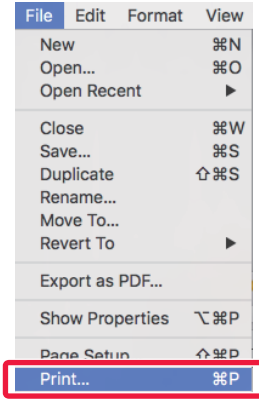 File Edit Format View
New ⌘N
Open... ⌘O
Open Recent ▶
Close ⌘W
Save... ⌘S
Duplicate ⇧⌘S
Rename...
Move To...
Revert To ▶
Export as PDF...
Show Properties ⌥⌘P
Page Setup ⇧⌘P
Print... ⌘P